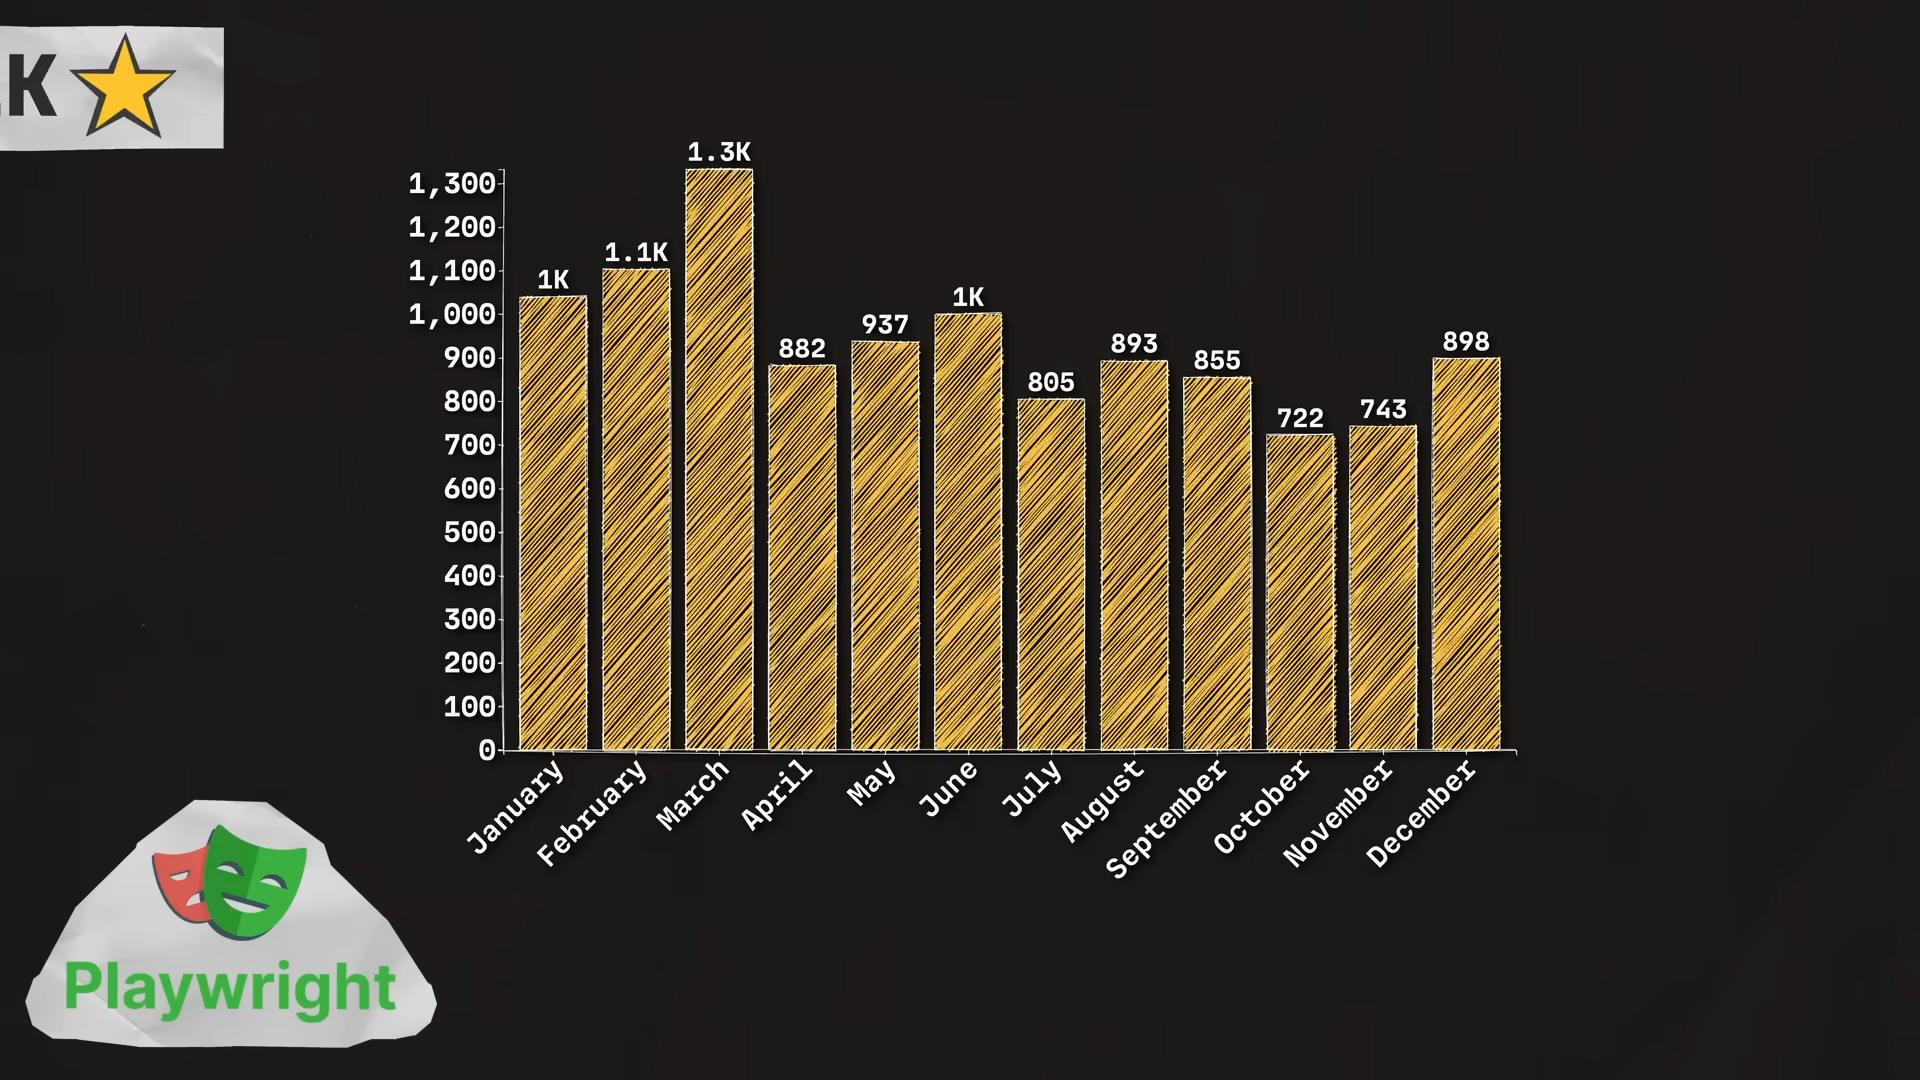 K
1.3K
1,300
1,200
1.1K
1,100
1K
1,000
1K
937
900
882
893
855
898
800
805
743
722
700
600
500
400
300
200
100
0
January
February
March
April
May
June
July
August
September
October
November
December
Playwright